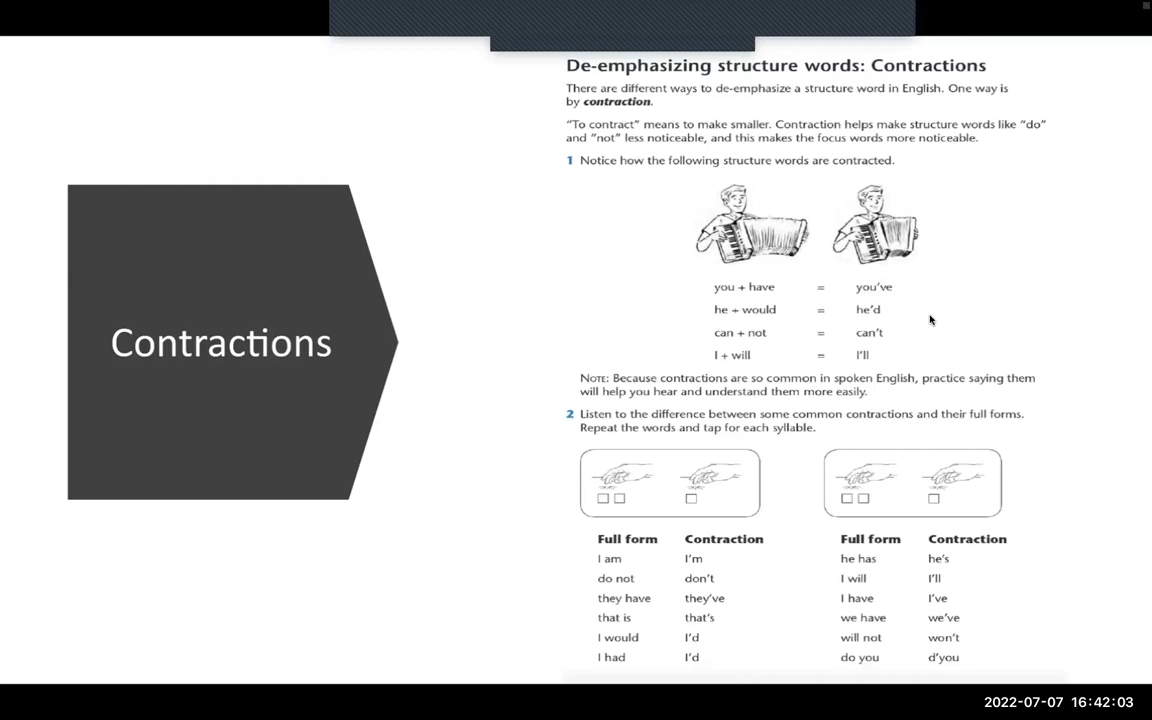 Contractions
De-emphasizing structure words: Contractions
There are different ways to de-emphasize a structure word in English. One way is
by contraction.
“To contract” means to make smaller. Contraction helps make structure words like “do”
and “not” less noticeable, and this makes the focus words more noticeable.
1 Notice how the following structure words are contracted.
you + have = you’ve
he + would = he’d
can + not = can’t
I + will = I’ll
NOTE: Because contractions are so common in spoken English, practice saying them
will help you hear and understand them more easily.
2 Listen to the difference between some common contractions and their full forms.
Repeat the words and tap for each syllable.
Full form Contraction Full form Contraction
I am I’m he has he’s
do not don’t I will I’ll
they have they’ve I have I’ve
that is that’s we have we’ve
I would I’d will not won’t
I had I’d do you d’you
2022-07-07 16:42:03